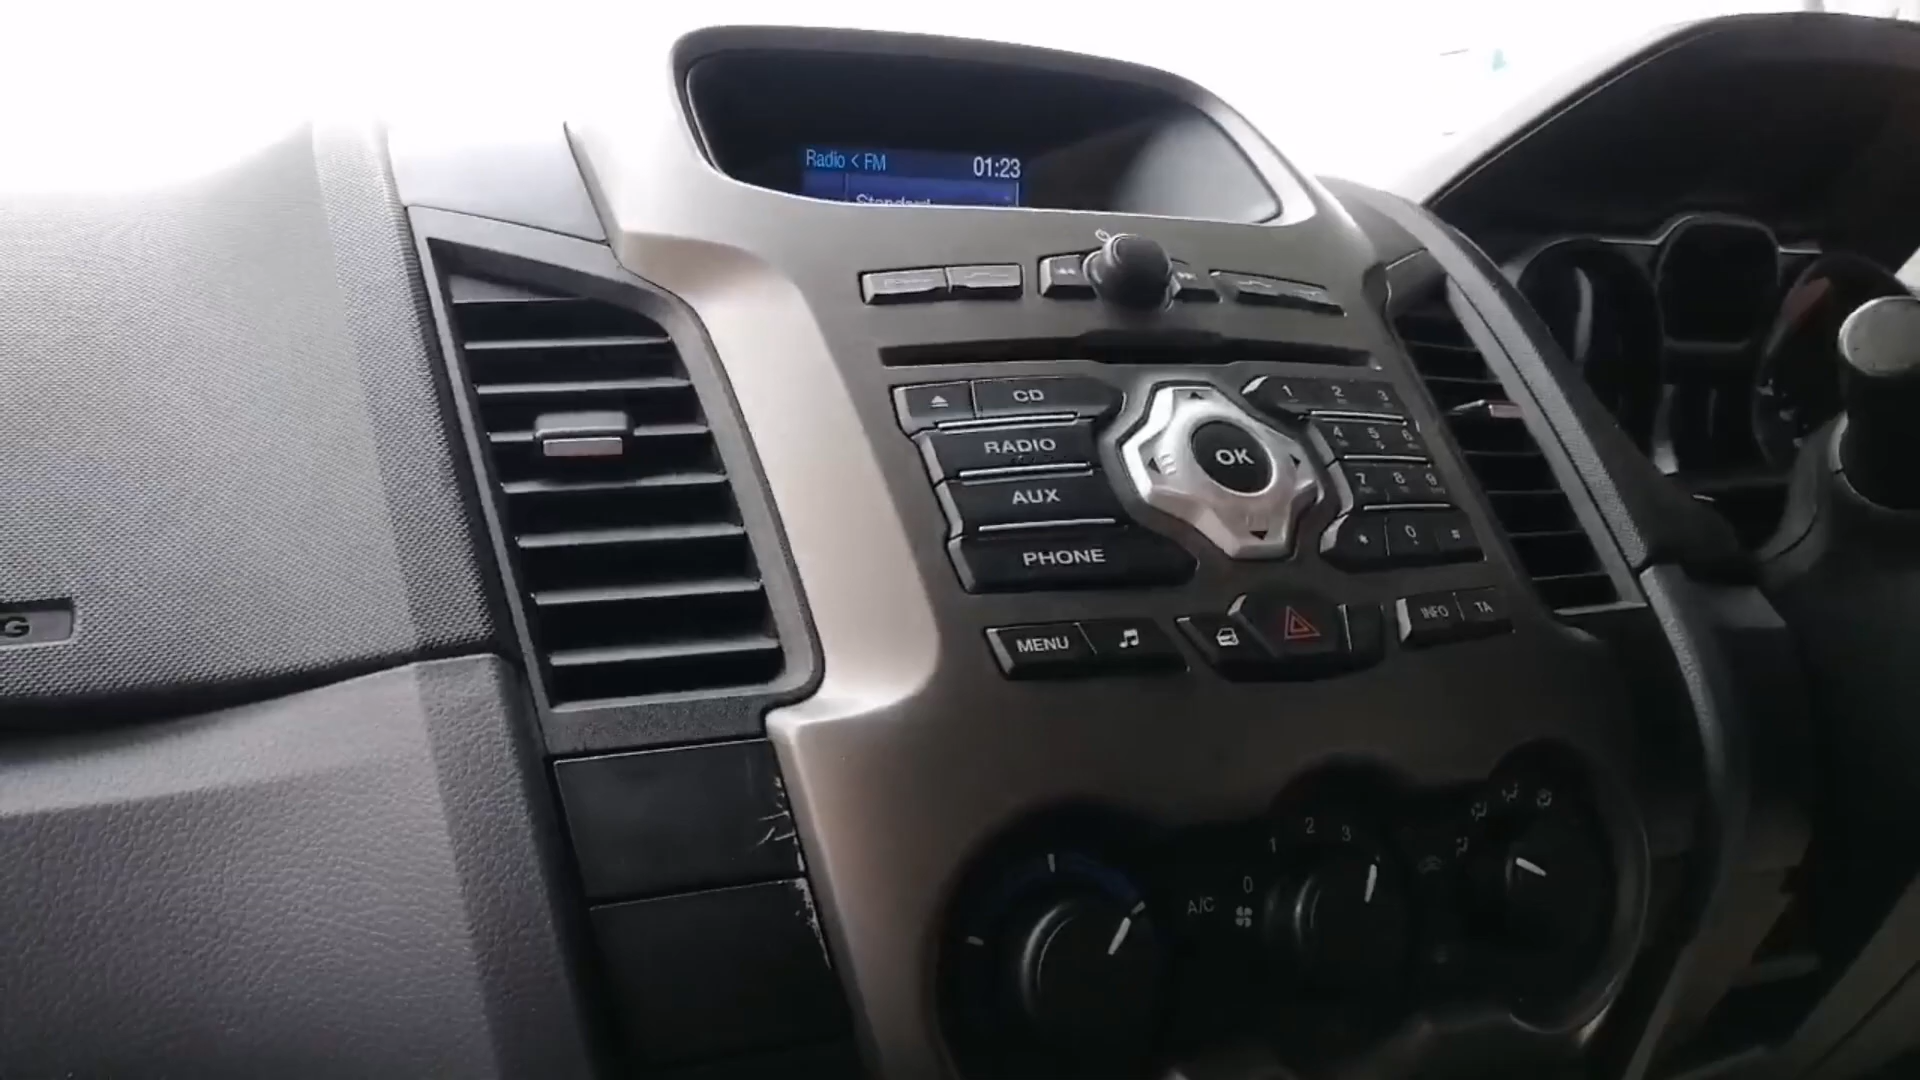 Radio < FM 01:23
Standard
CD
1 2 3
RADIO
4 5 6
OK
AUX
7 8 9
* 0 #
PHONE
MENU
INFO TA
G
1 2 3
0
A/C